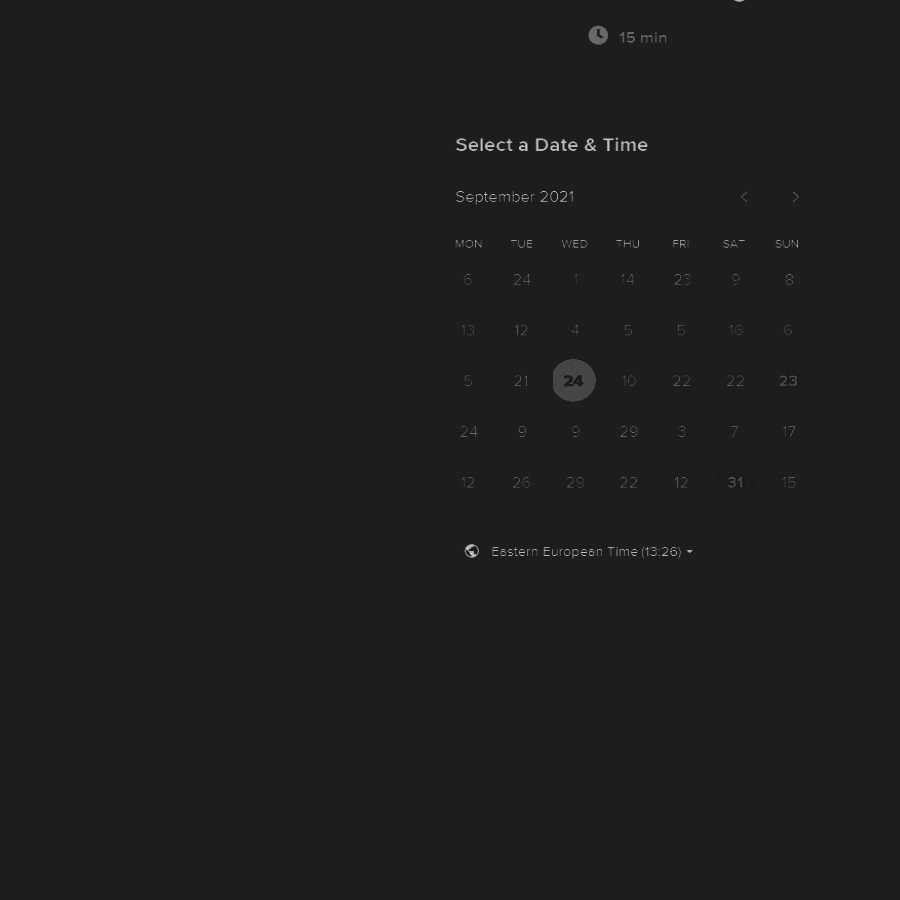 15 min
Select a Date & Time
September 2021
MON TUE WED THU FRI SAT SUN
6 24 1 14 23 9 8
13 12 4 5 5 16 6
5 21 24 10 22 22 23
24 9 9 29 3 7 17
12 26 29 22 12 31 15
Eastern European Time (13:26)